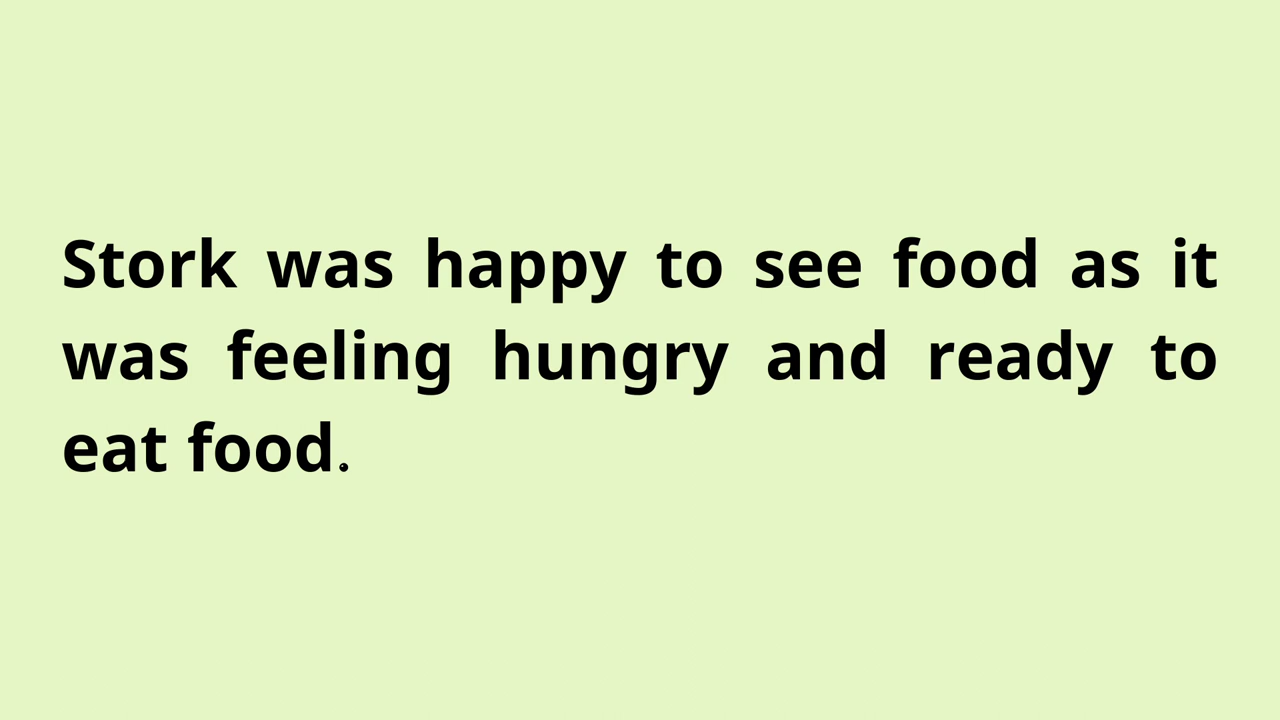 Stork was happy to see food as it
was feeling hungry and ready to
eat food.